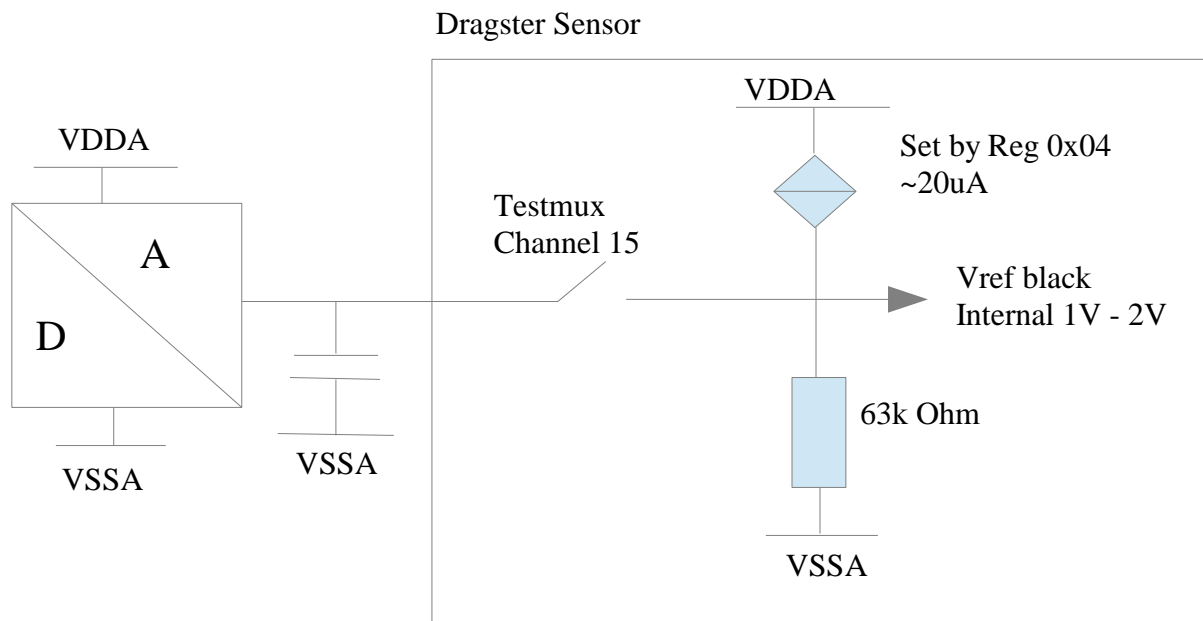 Dragster Sensor
VDDA
VDDA
Set by Reg 0x04
~20uA
A
D
Testmux
Channel 15
Vref black
Internal 1V - 2V
63k Ohm
VSSA
VSSA
VSSA